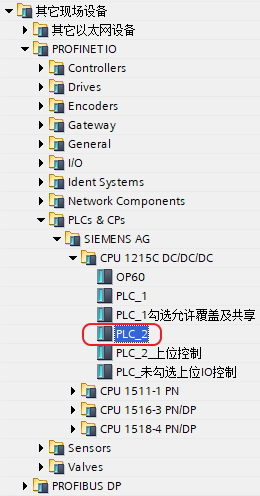 其它现场设备
其它以太网设备
PROFINET IO
Controllers
Drives
Encoders
Gateway
General
I/O
Ident Systems
Network Components
PLCs & CPs
SIEMENS AG
CPU 1215C DC/DC/DC
OP60
PLC_1
PLC_1勾选允许覆盖及共享
PLC_2
PLC_2_上位控制
PLC_未勾选上位IO控制
CPU 1511-1 PN
CPU 1516-3 PN/DP
CPU 1518-4 PN/DP
Sensors
Valves
PROFIBUS DP